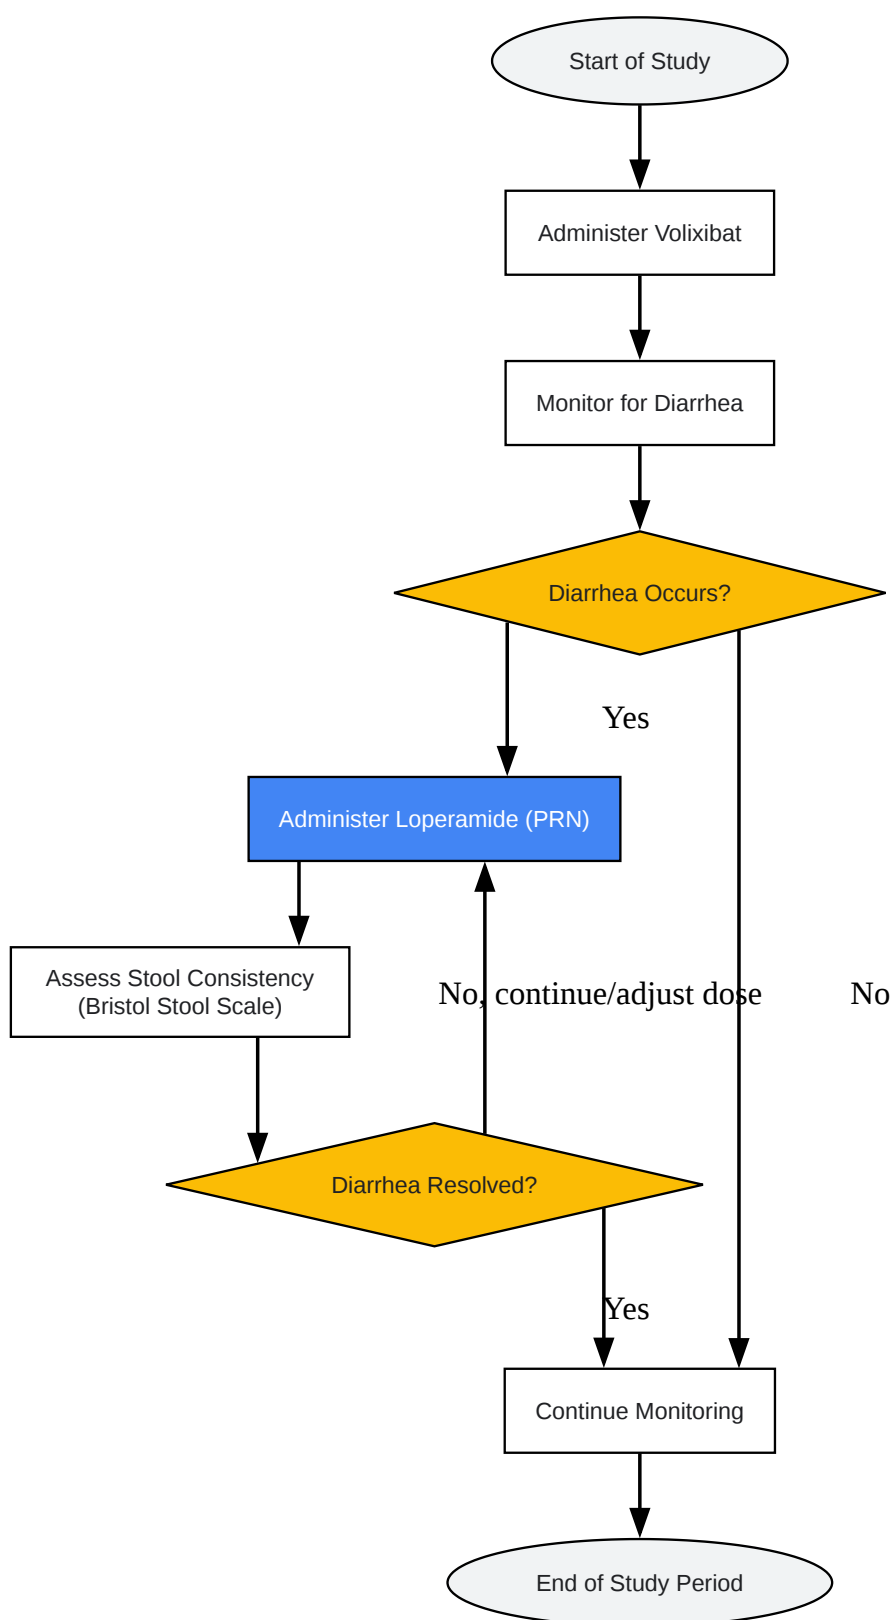 Start of Study
Administer Volixibat
Monitor for Diarrhea
Diarrhea Occurs?
Yes
Administer Loperamide (PRN)
Assess Stool Consistency
(Bristol Stool Scale)
No, continue/adjust dose
No
Diarrhea Resolved?
Yes
Continue Monitoring
End of Study Period